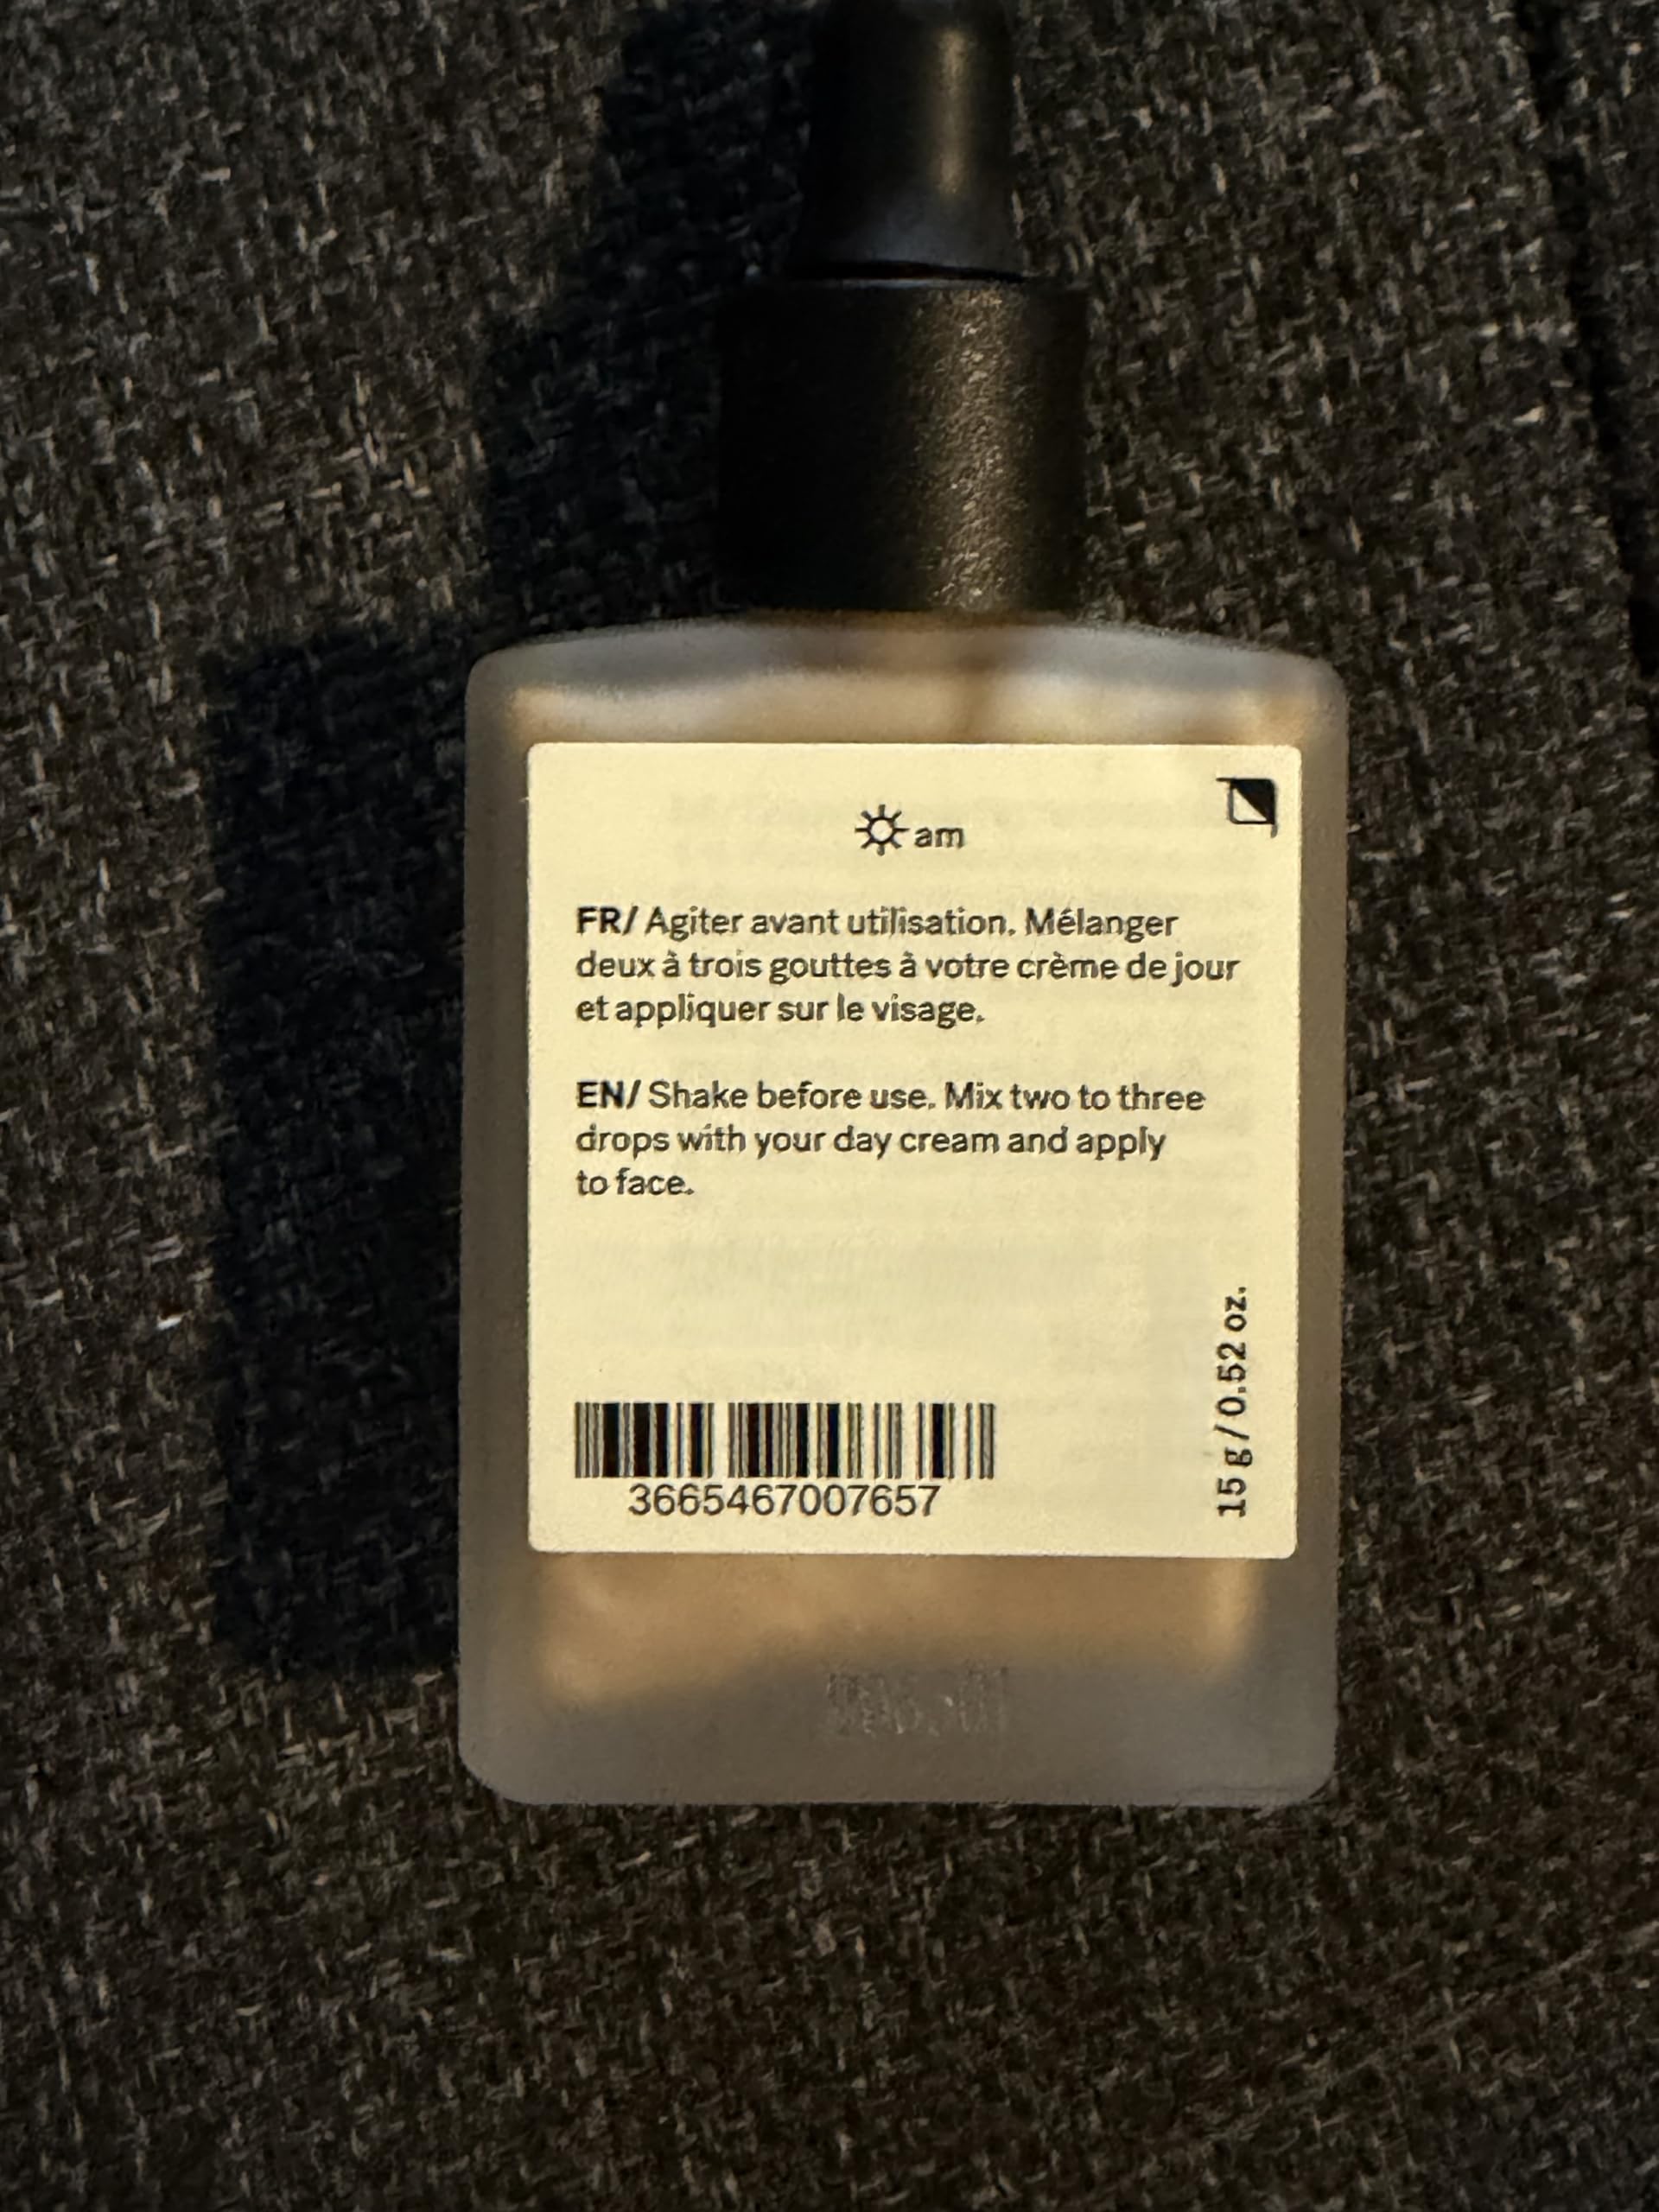 am
FR/ Agiter avant utilisation. Mélanger
deux à trois gouttes à votre crème de jour
et appliquer sur le visage.
EN/ Shake before use. Mix two to three
drops with your day cream and apply
to face.
15 g / 0.52 oz.
3665467007657